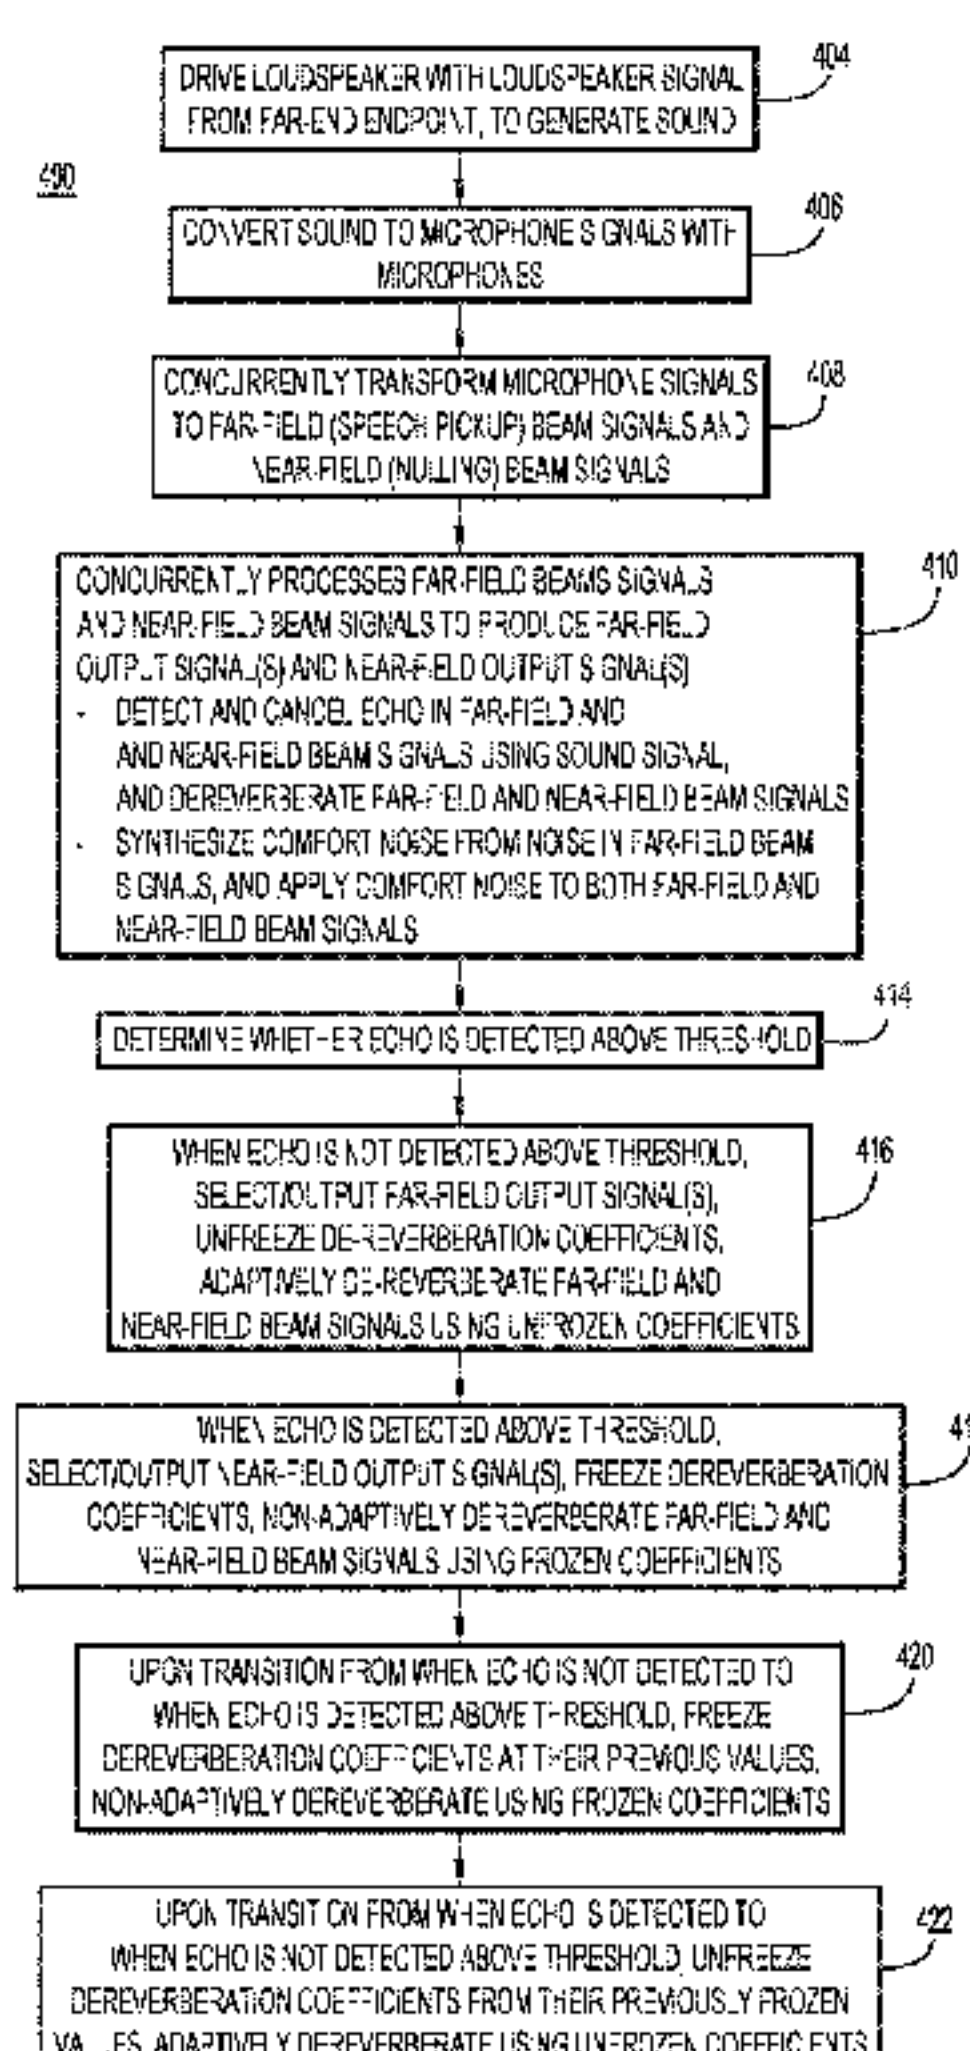 404
DRIVE LOUDSPEAKER WITH LOUDSPEAKER SIGNAL
FROM FAR-END ENDPOINT, TO GENERATE SOUND
400
406
CONVERT SOUND TO MICROPHONE SIGNALS WITH
MICROPHONES
408
CONCURRENTLY TRANSFORM MICROPHONE SIGNALS
TO FAR-FIELD (SPEECH PICKUP) BEAM SIGNALS AND
NEAR-FIELD (NULLING) BEAM SIGNALS
410
CONCURRENTLY PROCESSES FAR-FIELD BEAMS SIGNALS
AND NEAR-FIELD BEAM SIGNALS TO PRODUCE FAR-FIELD
OUTPUT SIGNAL(S) AND NEAR-FIELD OUTPUT SIGNAL(S)
- DETECT AND CANCEL ECHO IN FAR-FIELD AND
AND NEAR-FIELD BEAM SIGNALS USING SOUND SIGNAL,
AND DEREVERBERATE FAR-FIELD AND NEAR-FIELD BEAM SIGNALS
- SYNTHESIZE COMFORT NOISE FROM NOISE IN FAR-FIELD BEAM
SIGNALS, AND APPLY COMFORT NOISE TO BOTH FAR-FIELD AND
NEAR-FIELD BEAM SIGNALS
414
DETERMINE WHETHER ECHO IS DETECTED ABOVE THRESHOLD
416
WHEN ECHO IS NOT DETECTED ABOVE THRESHOLD,
SELECT/OUTPUT FAR-FIELD OUTPUT SIGNAL(S),
UNFREEZE DE-REVERBERATION COEFFICIENTS,
ADAPTIVELY DE-REVERBERATE FAR-FIELD AND
NEAR-FIELD BEAM SIGNALS USING UNFROZEN COEFFICIENTS
WHEN ECHO IS DETECTED ABOVE THRESHOLD,
SELECT/OUTPUT NEAR-FIELD OUTPUT SIGNAL(S), FREEZE DEREVERBERATION
COEFFICIENTS, NON-ADAPTIVELY DEREVERBERATE FAR-FIELD AND
NEAR-FIELD BEAM SIGNALS USING FROZEN COEFFICIENTS
420
UPON TRANSITION FROM WHEN ECHO IS NOT DETECTED TO
WHEN ECHO IS DETECTED ABOVE THRESHOLD, FREEZE
DEREVERBERATION COEFFICIENTS AT THEIR PREVIOUS VALUES,
NON-ADAPTIVELY DEREVERBERATE USING FROZEN COEFFICIENTS
422
UPON TRANSITION FROM WHEN ECHO IS DETECTED TO
WHEN ECHO IS NOT DETECTED ABOVE THRESHOLD, UNFREEZE
DEREVERBERATION COEFFICIENTS FROM THEIR PREVIOUSLY FROZEN
VALUES, ADAPTIVELY DEREVERBERATE USING UNFROZEN COEFFICIENTS